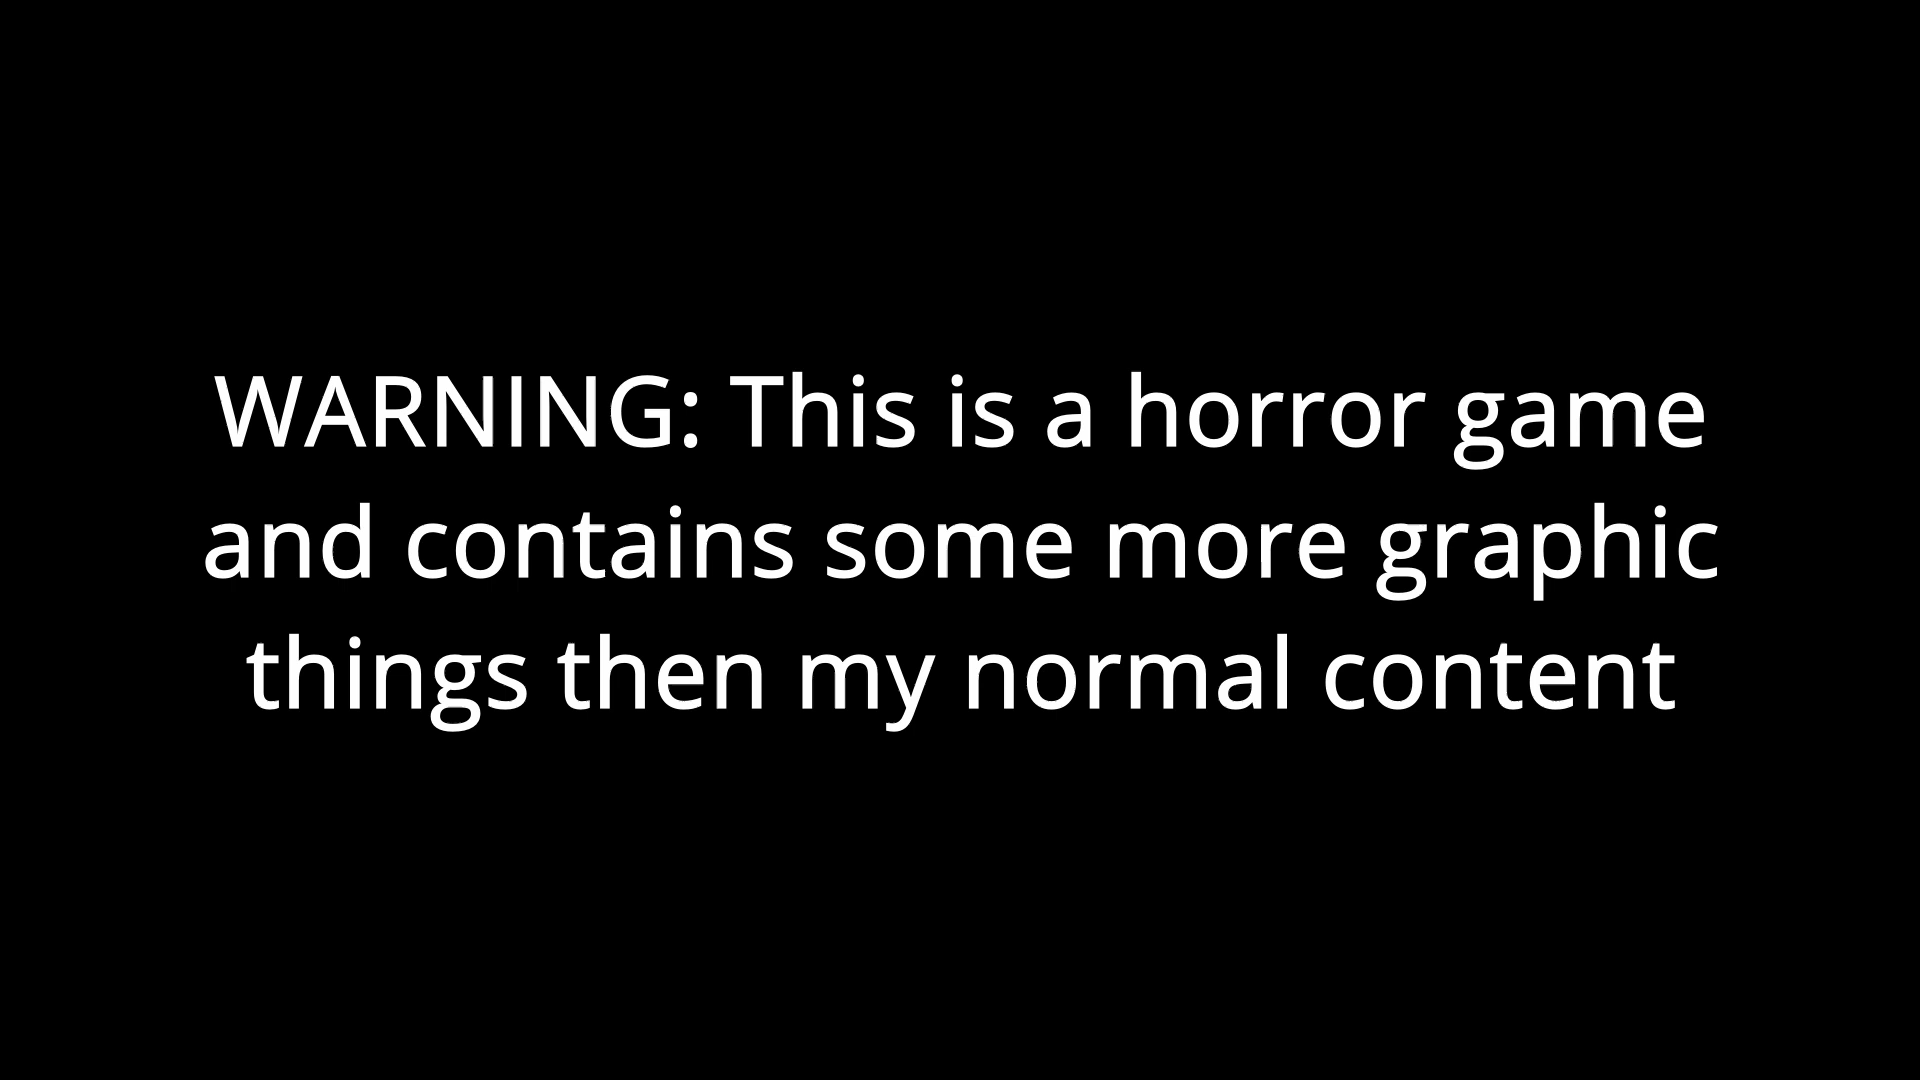 WARNING: This is a horror game
and contains some more graphic
things then my normal content